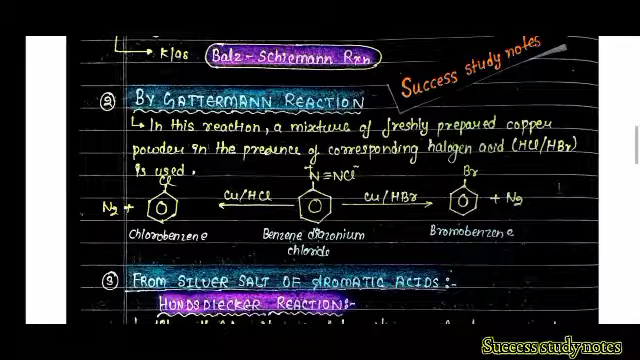 K/as Balz-Schiemann Rxn
Success study notes
② BY GATTERMANN REACTION
In this reaction, a mixture of freshly prepared copper
powder in the presence of corresponding halogen acid (HCl/HBr)
is used.
Cl N≡NCl Br
N₂ + Cu/HCl Cu/HBr + N₂
Chlorobenzene Benzene diazonium Bromobenzene
chloride
③ FROM SILVER SALT OF AROMATIC ACIDS:-
HUNDSDIECKER REACTION:-
Success study notes